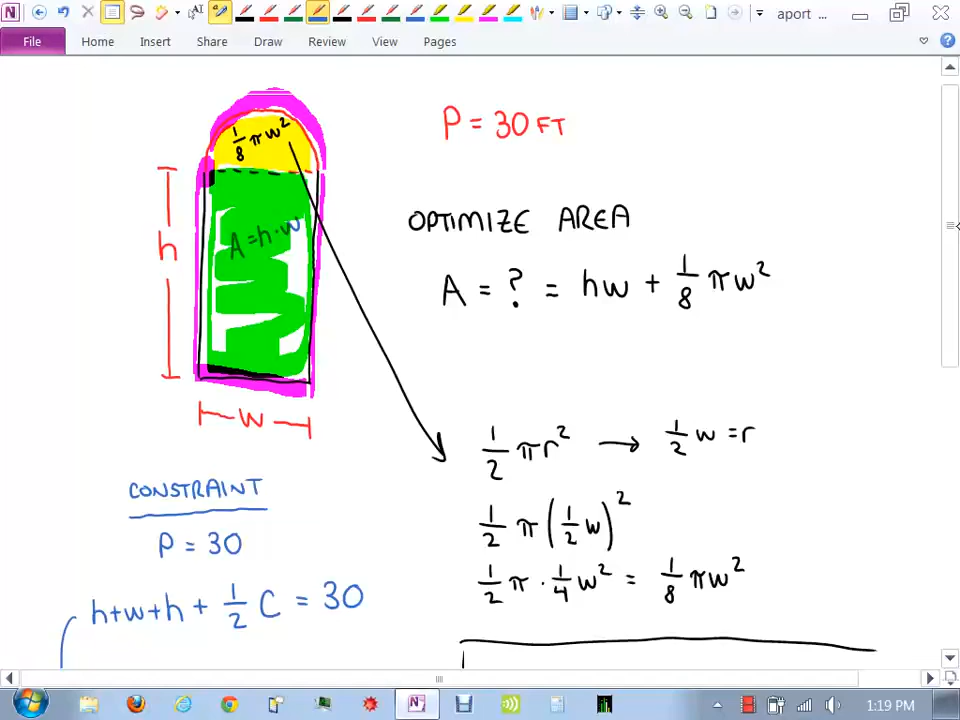 aport ...
File Home Insert Share Draw Review View Pages
P = 30 FT
1/8 πw²
h
A = h·w
OPTIMIZE AREA
A = ? = hw + 1/8 πw²
w
1/2 πr² → 1/2 w = r
CONSTRAINT
1/2 π(1/2 w)²
P = 30
1/2 π · 1/4 w² = 1/8 πw²
h+w+h + 1/2 C = 30
1:19 PM